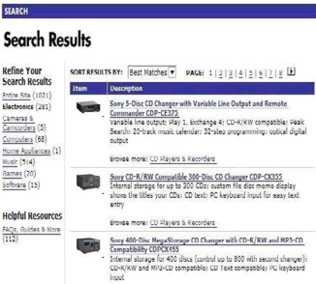 SEARCH
Search Results
Refine Your
Search Results
Entire Site (1021)
Electronics (281)
Cameras &
Camcorders (5)
Computers (68)
Home Appliances (1)
Music (514)
Games (20)
Software (15)
Helpful Resources
FAQs, Guides & More
(112)
SORT RESULTS BY: Best Matches PAGE: 1 | 2 | 3 | 4 | 5 | 6 | 7 | 8
Item Description
Sony 5-Disc CD Changer with Variable Line Output and Remote
Commander CDP-CE375
Variable line output; Play 1, Exchange 4; CD-R/RW compatible; Peak
Search; 20-track music calendar; 32-step programming; optical digital
output
Browse more: CD Players & Recorders
Sony CD-R/RW Compatible 300-Disc CD Changer CDP-CX355
Internal storage for up to 300 CDs; custom file disc memo display
shows the titles your CDs; CD text; PC keyboard input for easy text
entry
Browse more: CD Players & Recorders
Sony 400-Disc MegaStorage CD Changer with CD-R/RW and MP3-CD
Compatibility CDPCX455
Internal storage for 400 discs (control up to 800 with second changer);
CD-R/RW and MP3-CD compatible; CD Text compatible; PC keyboard
input